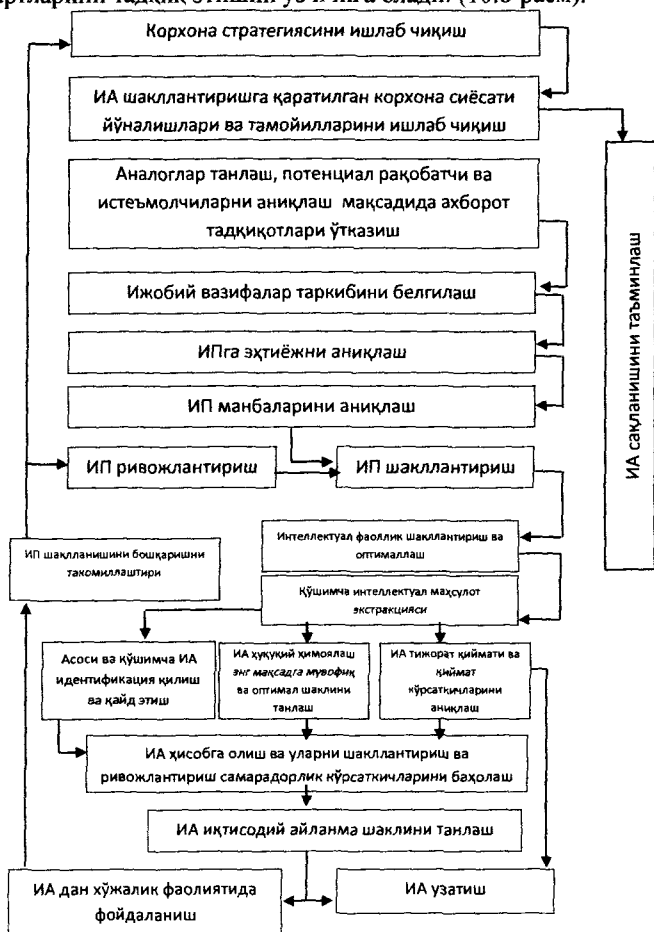 тадқиқ этишни ўз ичига олади. (10.8-расм).
Корхона стратегиясини ишлаб чиқиш
ИА шакллантиришга қаратилган корхона сиёсати
йўналишлари ва тамойилларини ишлаб чиқиш
Аналоглар танлаш, потенциал рақобатчи ва
истеъмолчиларни аниқлаш мақсадида ахборот
тадқиқотлари ўтказиш
Ижобий вазифалар таркибини белгилаш
ИПга эҳтиёжни аниқлаш
ИП манбаларини аниқлаш
ИП ривожлантириш
ИП шакллантириш
ИА сақланишини таъминлаш
ИП шаклланишини бошқаришни
такомиллаштири
Интеллектуал фаоллик шакллантириш ва
оптималлаш
Қўшимча интеллектуал маҳсулот
экстракцияси
Асоси ва қўшимча ИА
идентификация қилиш
ва қайд этиш
ИА ҳуқуқий ҳимоялаш
энг мақсадга мувофиқ
ва оптимал шаклини
танлаш
ИА тижорат қиймати ва
қиймат
кўрсаткичларини
аниқлаш
ИА ҳисобга олиш ва уларни шакллантириш ва
ривожлантириш самарадорлик кўрсаткичларини баҳолаш
ИА иқтисодий айланма шаклини танлаш
ИА дан хўжалик фаолиятида
фойдаланиш
ИА узатиш